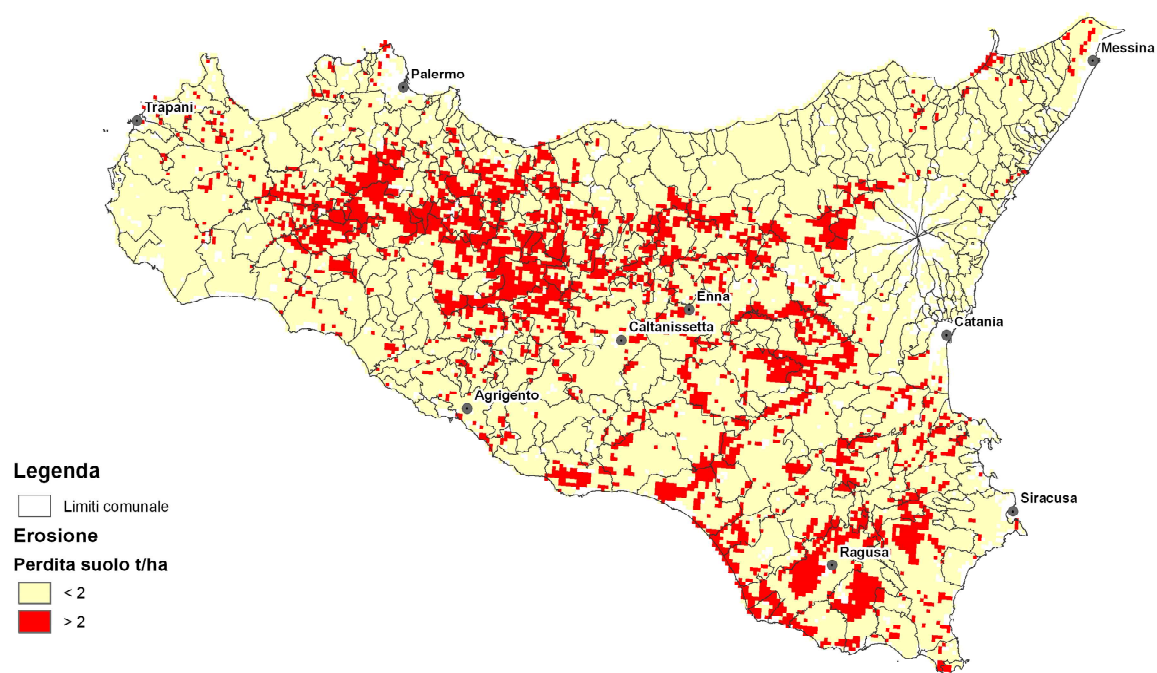 Messina
Palermo
Trapani
Enna
Catania
Caltanissetta
Agrigento
Siracusa
Ragusa
Legenda
Limiti comunale
Erosione
Perdita suolo t/ha
< 2
> 2